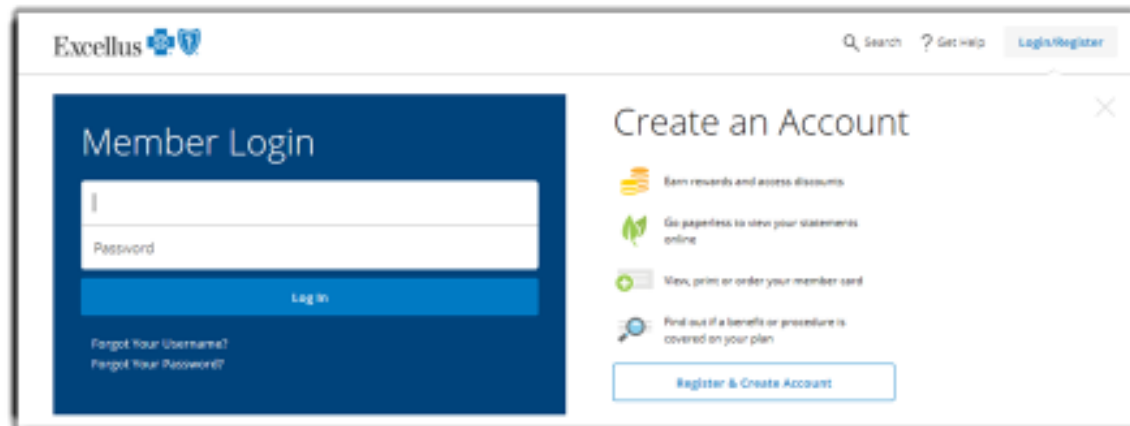 Excellus
Search ? Get Help Login/Register
Member Login
Password
Log In
Forgot Your Username?
Forgot Your Password?
Create an Account
Earn rewards and access discounts
Go paperless to view your statements
online
View, print or order your member card
Find out if a benefit or procedure is
covered on your plan
Register & Create Account